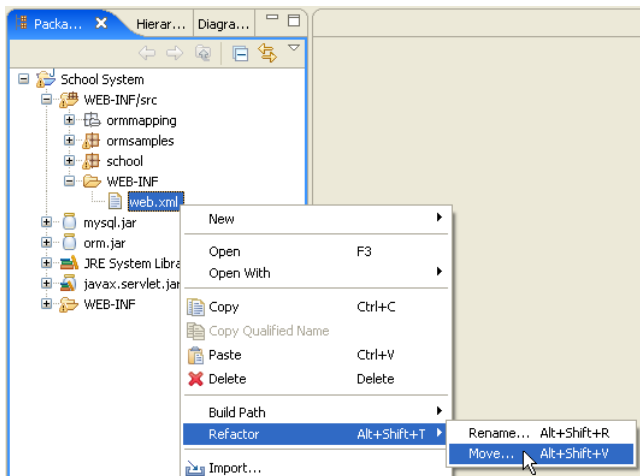 Packa... Hierar... Diagra...
School System
WEB-INF/src
ormmapping
ormsamples
school
WEB-INF
web.xml
mysql.jar
orm.jar
JRE System Libra
javax.servlet.jar
WEB-INF
New
Open F3
Open With
Copy Ctrl+C
Copy Qualified Name
Paste Ctrl+V
Delete Delete
Build Path
Refactor Alt+Shift+T
Import...
Rename... Alt+Shift+R
Move... Alt+Shift+V